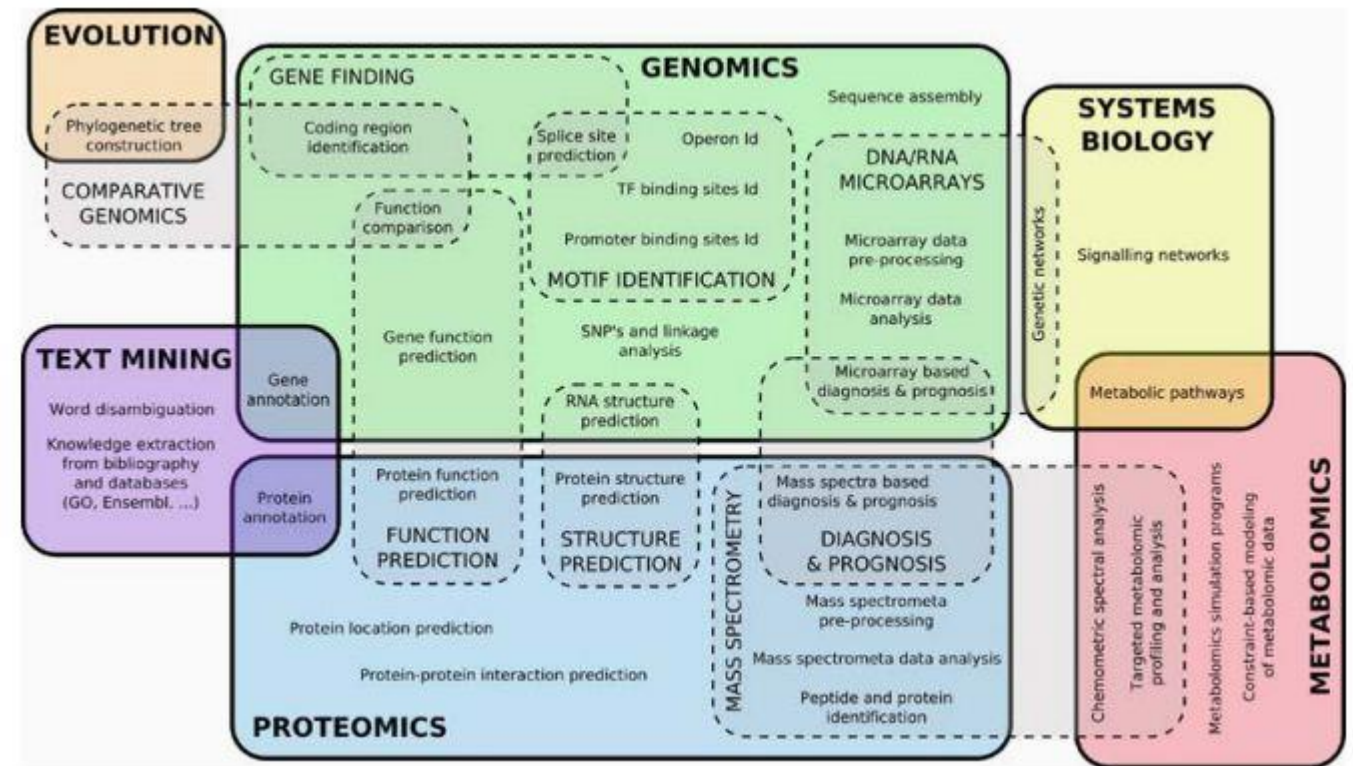 EVOLUTION
Phylogenetic tree
construction
COMPARATIVE
GENOMICS
GENOMICS
GENE FINDING
Coding region
identification
Splice site
prediction
Function
comparison
Operon Id
TF binding sites Id
Promoter binding sites Id
MOTIF IDENTIFICATION
Sequence assembly
DNA/RNA
MICROARRAYS
Microarray data
pre-processing
Microarray data
analysis
Microarray based
diagnosis & prognosis
Genetic networks
Gene function
prediction
SNP's and linkage
analysis
RNA structure
prediction
SYSTEMS
BIOLOGY
Signalling networks
Metabolic pathways
TEXT MINING
Word disambiguation
Knowledge extraction
from bibliography
and databases
(GO, Ensembl, ...)
Gene
annotation
Protein
annotation
Protein function
prediction
FUNCTION
PREDICTION
Protein structure
prediction
STRUCTURE
PREDICTION
Mass spectra based
diagnosis & prognosis
DIAGNOSIS
& PROGNOSIS
MASS SPECTROMETRY
Mass spectrometa
pre-processing
Mass spectrometa data analysis
Peptide and protein
identification
Protein location prediction
Protein-protein interaction prediction
PROTEOMICS
Chemometric spectral analysis
Targeted metabolomic
profiling and analysis
Metabolomics simulation programs
Constraint-based modeling
of metabolomic data
METABOLOMICS